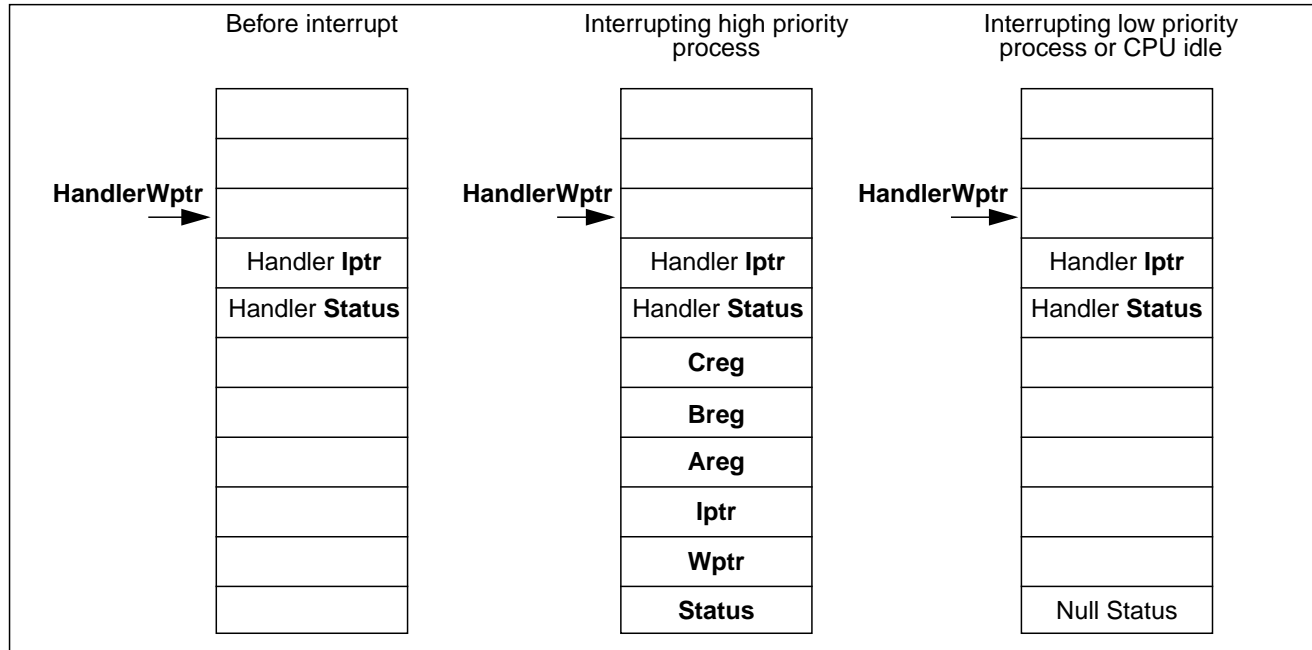 Before interrupt
HandlerWptr
Handler Iptr
Handler Status
Interrupting high priority
process
HandlerWptr
Handler Iptr
Handler Status
Creg
Breg
Areg
Iptr
Wptr
Status
Interrupting low priority
process or CPU idle
HandlerWptr
Handler Iptr
Handler Status
Null Status